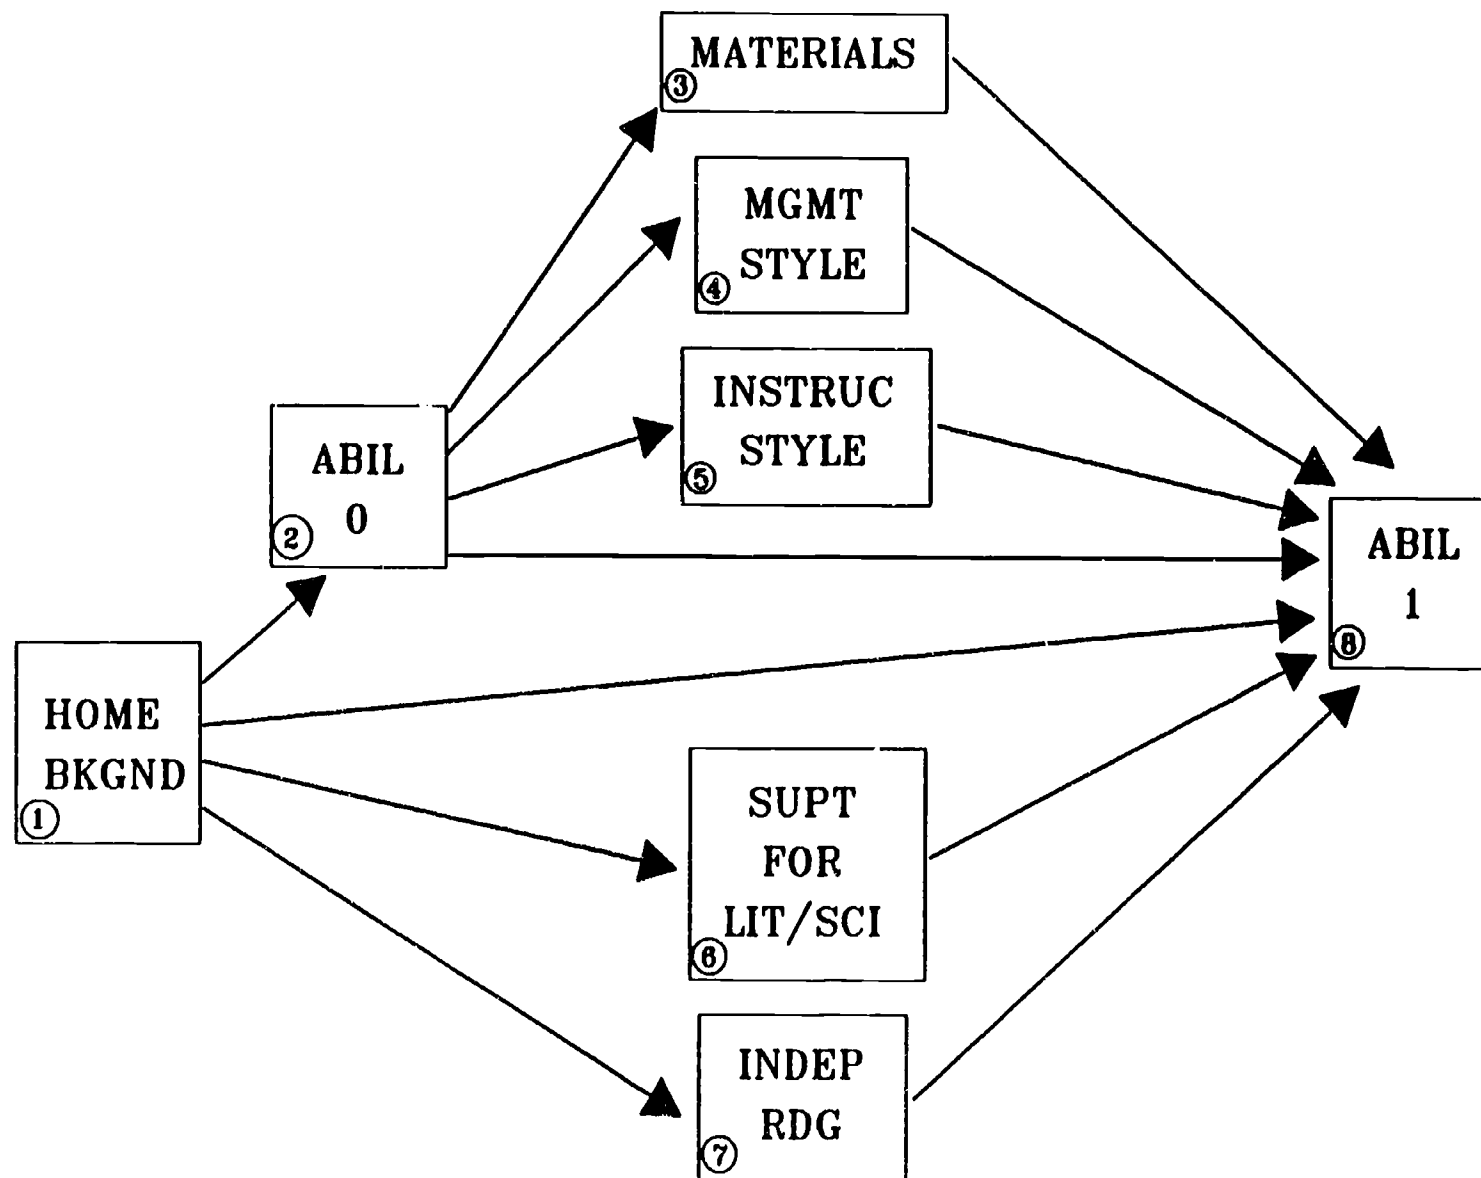 MATERIALS
3
MGMT
STYLE
4
INSTRUC
STYLE
5
ABIL
0
2
ABIL
1
8
HOME
BKGND
1
SUPT
FOR
LIT/SCI
6
INDEP
RDG
7